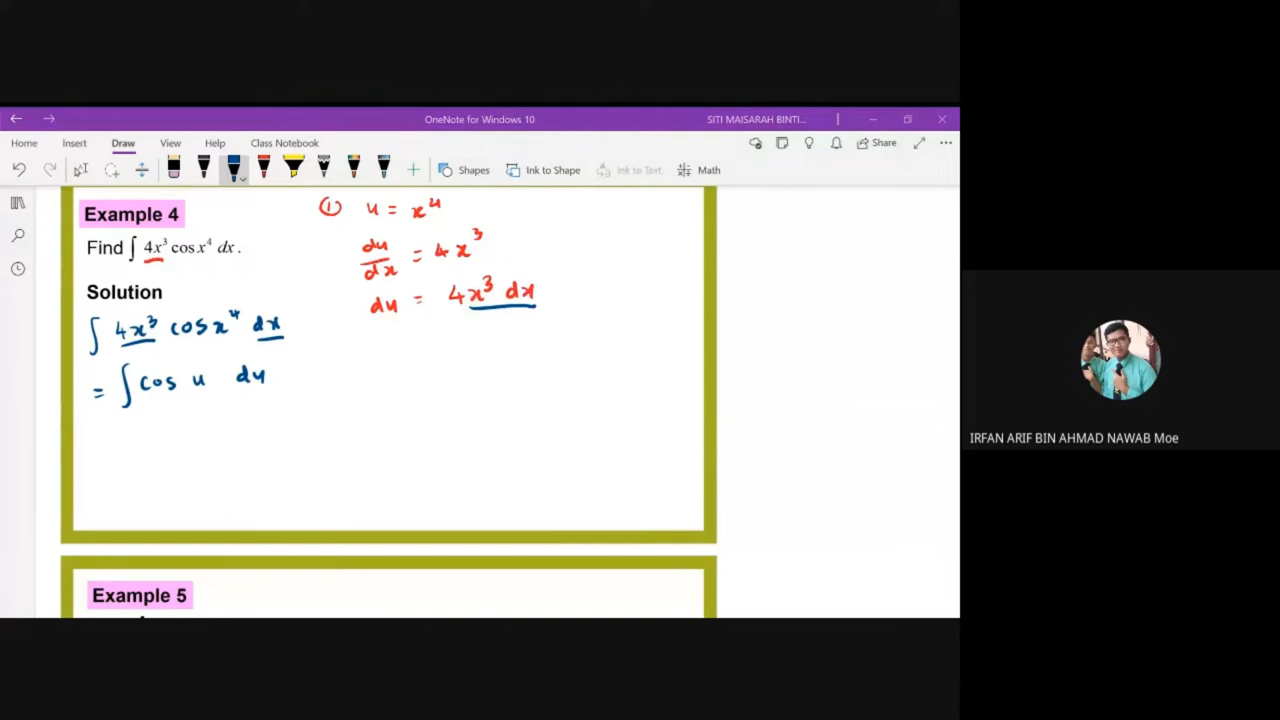 OneNote for Windows 10
SITI MAISARAH BINTI...
Home Insert Draw View Help Class Notebook
Share
Shapes Ink to Shape Ink to Text Math
Example 4
Find ∫ 4x³ cos x⁴ dx.
① u = x⁴
du/dx = 4x³
du = 4x³ dx
Solution
∫ 4x³ cos x⁴ dx
= ∫ cos u du
Example 5
IRFAN ARIF BIN AHMAD NAWAB Moe